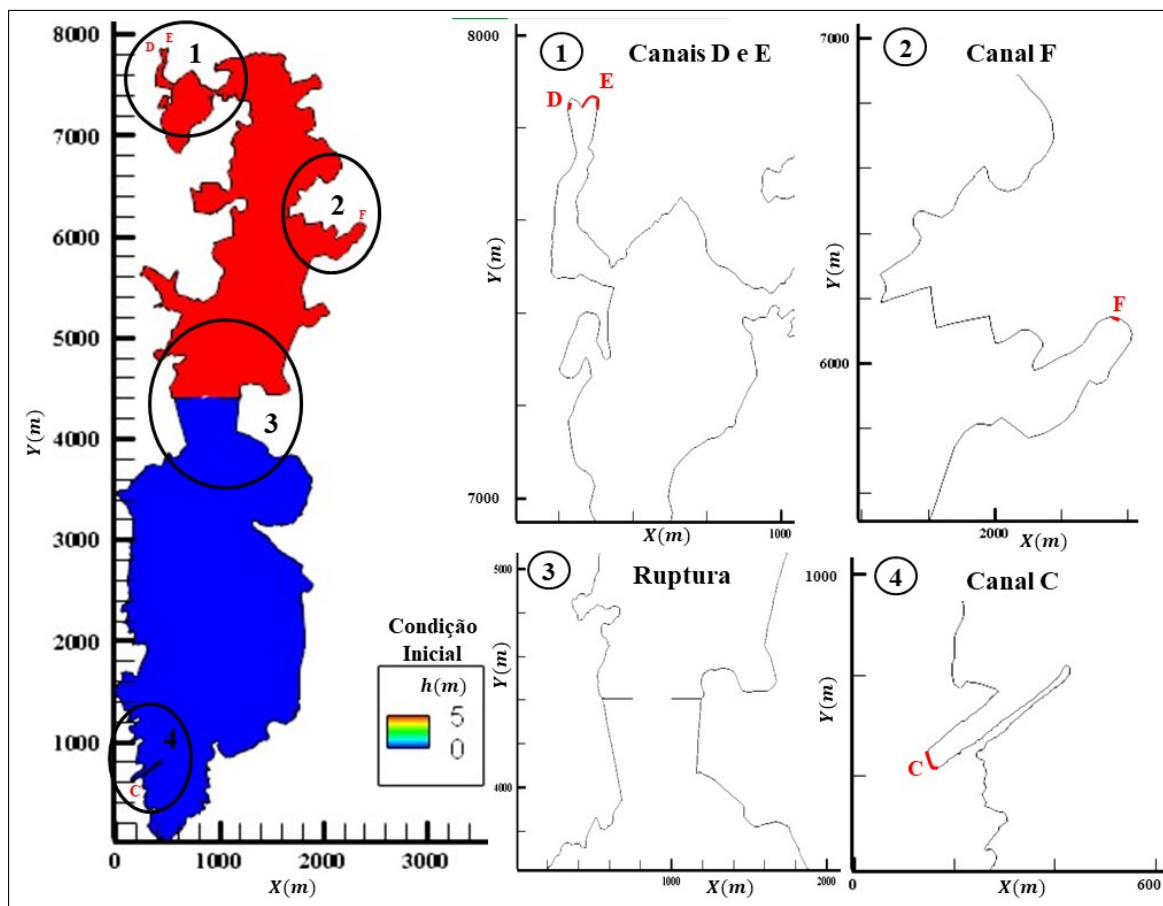 8000
7000
6000
5000
4000
3000
2000
1000
0
1000
2000
3000
X(m)
Y(m)
D
E
1
2
F
3
4
C
Condição
Inicial
h(m)
5
0
1
Canais D e E
8000
7000
D
E
Y(m)
X(m)
1000
2
Canal F
7000
6000
F
Y(m)
2000
X(m)
3
Ruptura
5000
4000
Y(m)
1000
X(m)
2000
4
Canal C
1000
C
Y(m)
0
X(m)
600